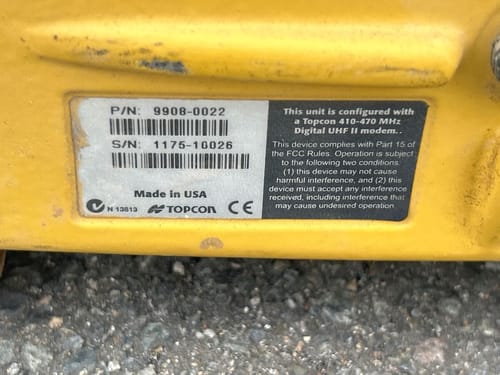 P/N: 9908-0022
S/N: 1175-10026
Made in USA
N 13813 TOPCON CE
This unit is configured with
a Topcon 410-470 MHz
Digital UHF II modem..
This device complies with Part 15 of
the FCC Rules. Operation is subject
to the following two conditions.
(1) this device may not cause
harmful interference, and (2) this
device must accept any interference
received, including interference that
may cause undesired operation